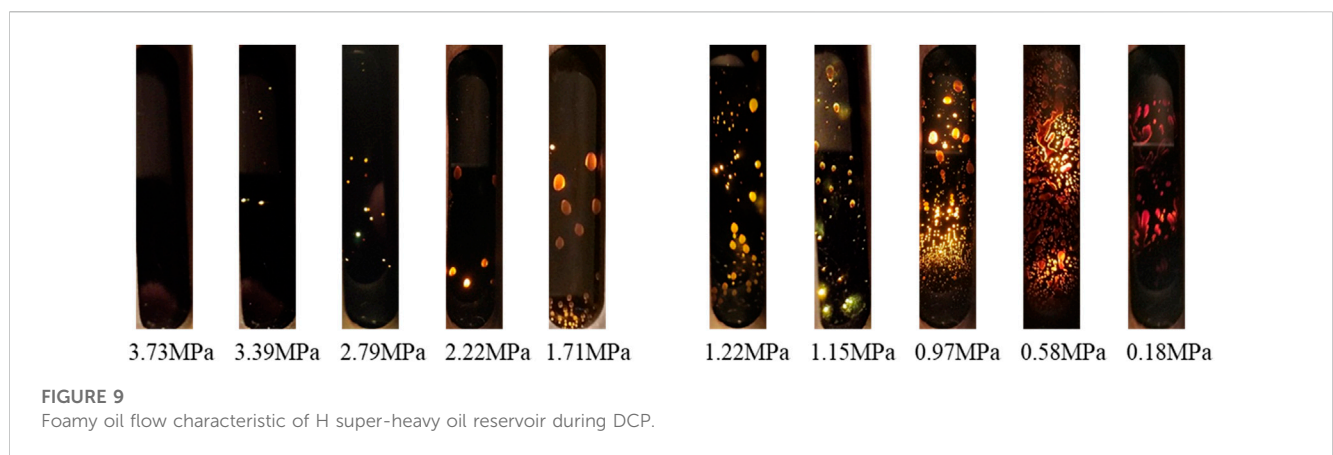 3.73MPa 3.39MPa 2.79MPa 2.22MPa 1.71MPa 1.22MPa 1.15MPa 0.97MPa 0.58MPa 0.18MPa
FIGURE 9
Foamy oil flow characteristic of H super-heavy oil reservoir during DCP.